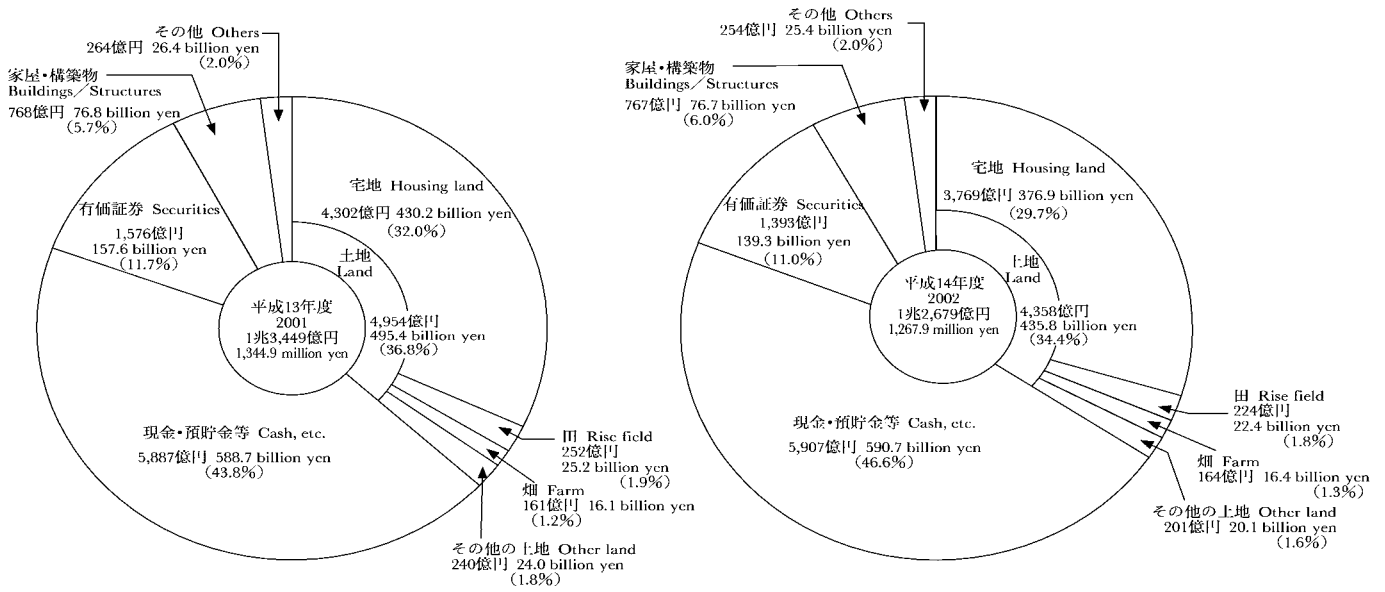 その他 Others
264億円 26.4 billion yen
(2.0%)
家屋・構築物
Buildings／Structures
768億円 76.8 billion yen
(5.7%)
有価証券 Securities
1,576億円
157.6 billion yen
(11.7%)
宅地 Housing land
4,302億円 430.2 billion yen
(32.0%)
土地
Land
4,954億円
495.4 billion yen
(36.8%)
平成13年度
2001
1兆3,449億円
1,344.9 million yen
現金・預貯金等 Cash, etc.
5,887億円 588.7 billion yen
(43.8%)
田 Rise field
252億円
25.2 billion yen
(1.9%)
畑 Farm
161億円 16.1 billion yen
(1.2%)
その他の土地 Other land
240億円 24.0 billion yen
(1.8%)
その他 Others
254億円 25.4 billion yen
(2.0%)
家屋・構築物
Buildings／Structures
767億円 76.7 billion yen
(6.0%)
有価証券 Securities
1,393億円
139.3 billion yen
(11.0%)
宅地 Housing land
3,769億円 376.9 billion yen
(29.7%)
土地
Land
4,358億円
435.8 billion yen
(34.4%)
平成14年度
2002
1兆2,679億円
1,267.9 million yen
現金・預貯金等 Cash, etc.
5,907億円 590.7 billion yen
(46.6%)
田 Rise field
224億円
22.4 billion yen
(1.8%)
畑 Farm
164億円 16.4 billion yen
(1.3%)
その他の土地 Other land
201億円 20.1 billion yen
(1.6%)